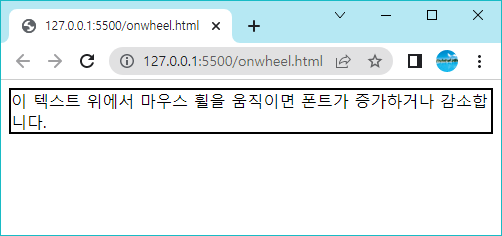 127.0.0.1:5500/onwheel.html
127.0.0.1:5500/onwheel.html
이 텍스트 위에서 마우스 휠을 움직이면 폰트가 증가하거나 감소합
니다.